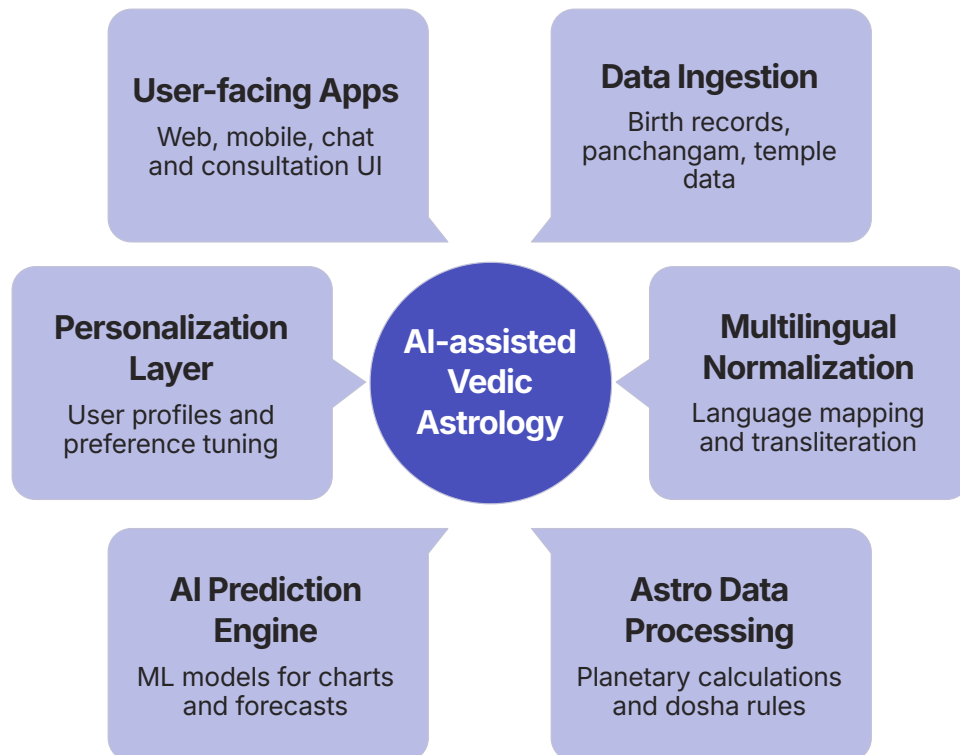 User-facing Apps
Web, mobile, chat
and consultation UI
Data Ingestion
Birth records,
panchangam, temple
data
Personalization
Layer
User profiles and
preference tuning
AI-assisted
Vedic
Astrology
Multilingual
Normalization
Language mapping
and transliteration
AI Prediction
Engine
ML models for charts
and forecasts
Astro Data
Processing
Planetary calculations
and dosha rules